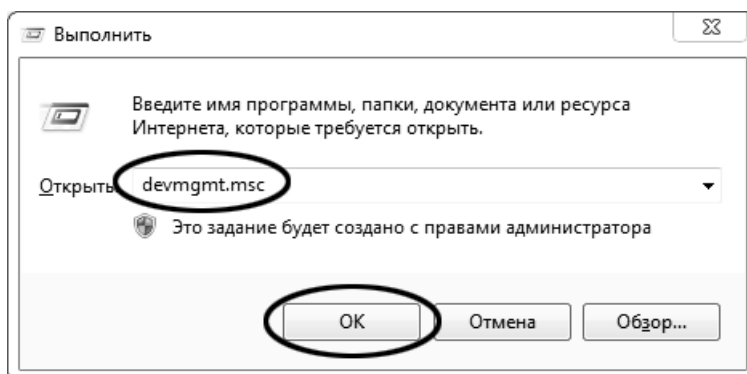 Выполнить
Введите имя программы, папки, документа или ресурса
Интернета, которые требуется открыть.
Открыть
devmgmt.msc
Это задание будет создано с правами администратора
OK
Отмена
Обзор...